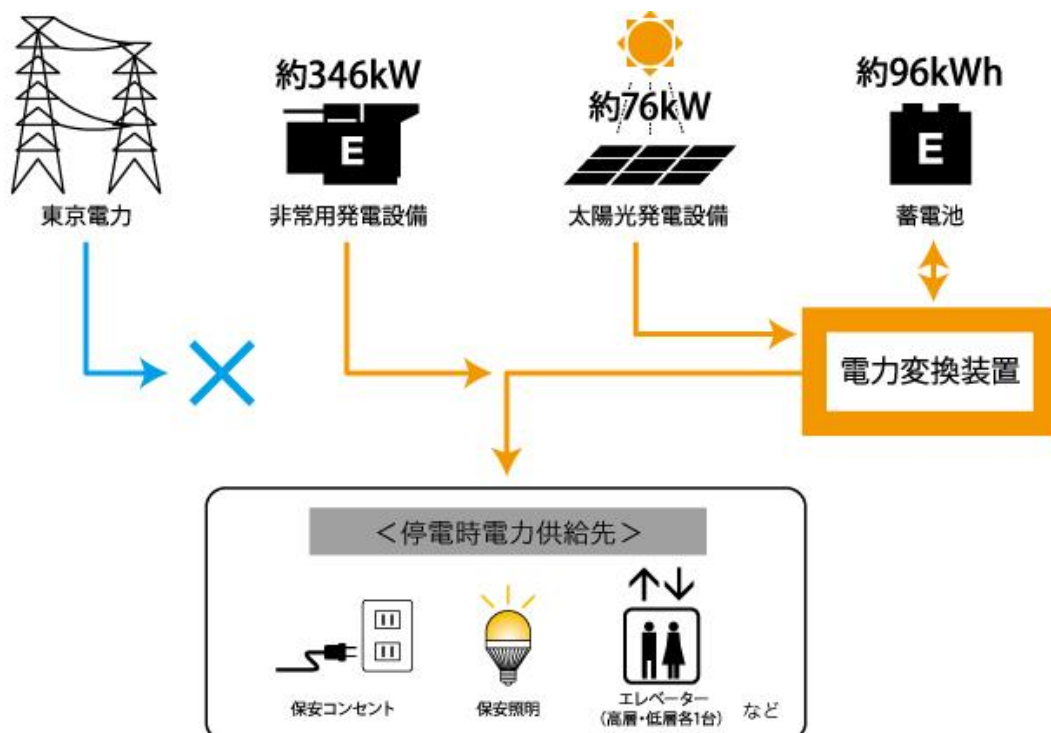 約346kW
約76kW
約96kWh
E
E
東京電力
非常用発電設備
太陽光発電設備
蓄電池
電力変換装置
＜停電時電力供給先＞
保安コンセント
保安照明
エレベーター
（高層・低層各1台）
など